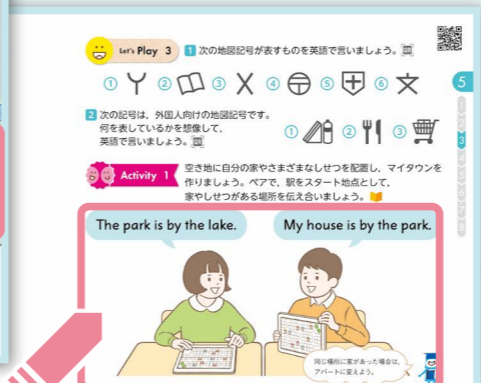 Let's Play 3 1 次の地図記号が表すものを英語で言いましょう。
① ② ③ ④ ⑤ ⑥
5
1
2
3
4
5
6
7
8
2 次の記号は、外国人向けの地図記号です。
何を表しているかを想像して、
英語で言いましょう。
① ② ③
Activity 1 空き地に自分の家やさまざまなしせつを配置し、マイタウンを
作りましょう。ペアで、駅をスタート地点として、
家やしせつがある場所を伝え合いましょう。
The park is by the lake. My house is by the park.
同じ場所に家があった場合は、
アパートに変えよう。